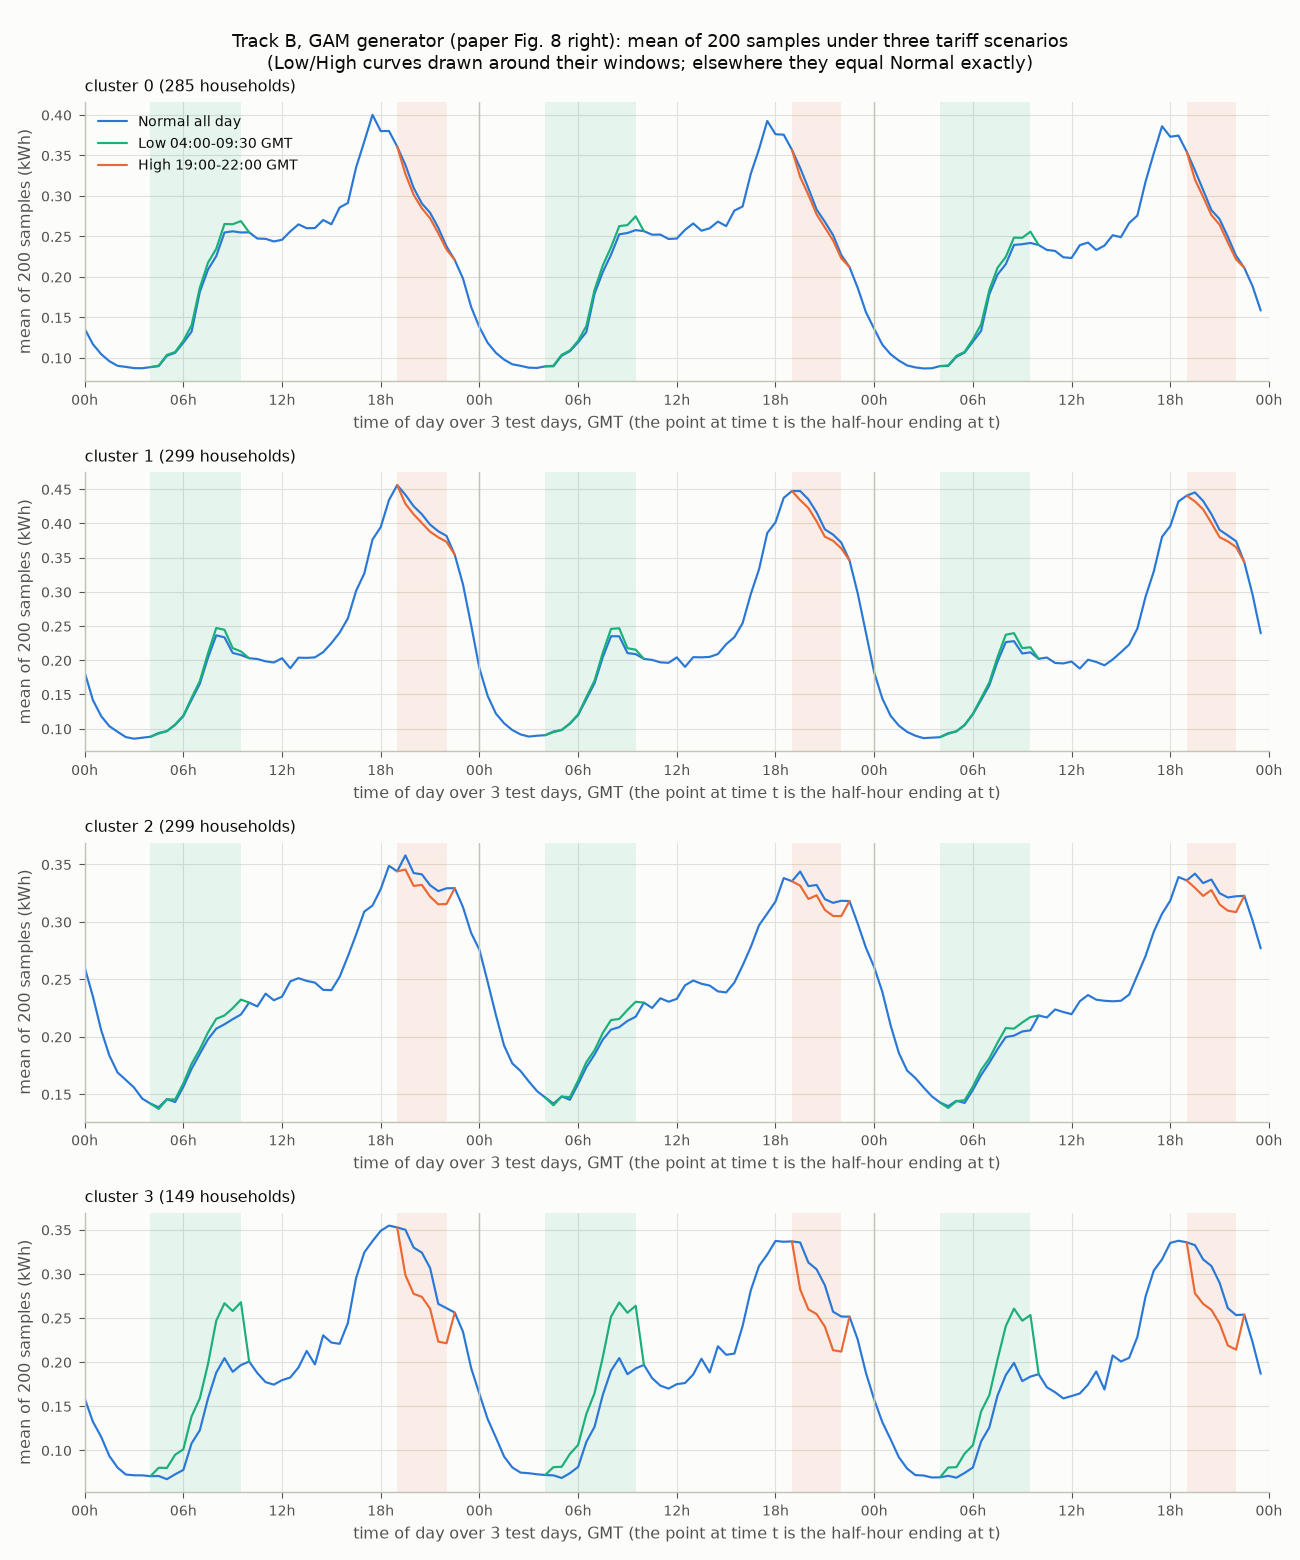 Track B, GAM generator (paper Fig. 8 right): mean of 200 samples under three tariff scenarios
(Low/High curves drawn around their windows; elsewhere they equal Normal exactly)
cluster 0 (285 households)
Normal all day
Low 04:00-09:30 GMT
High 19:00-22:00 GMT
mean of 200 samples (kWh)
0.40
0.35
0.30
0.25
0.20
0.15
0.10
00h 06h 12h 18h 00h 06h 12h 18h 00h 06h 12h 18h 00h
time of day over 3 test days, GMT (the point at time t is the half-hour ending at t)
cluster 1 (299 households)
mean of 200 samples (kWh)
0.45
0.40
0.35
0.30
0.25
0.20
0.15
0.10
00h 06h 12h 18h 00h 06h 12h 18h 00h 06h 12h 18h 00h
time of day over 3 test days, GMT (the point at time t is the half-hour ending at t)
cluster 2 (299 households)
mean of 200 samples (kWh)
0.35
0.30
0.25
0.20
0.15
00h 06h 12h 18h 00h 06h 12h 18h 00h 06h 12h 18h 00h
time of day over 3 test days, GMT (the point at time t is the half-hour ending at t)
cluster 3 (149 households)
mean of 200 samples (kWh)
0.35
0.30
0.25
0.20
0.15
0.10
00h 06h 12h 18h 00h 06h 12h 18h 00h 06h 12h 18h 00h
time of day over 3 test days, GMT (the point at time t is the half-hour ending at t)